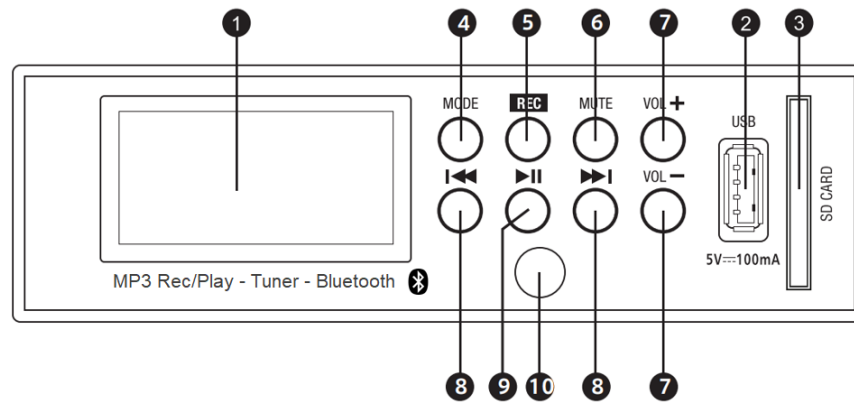 1 4 5 6 7 2 3
MODE REC MUTE VOL+
USB
VOL−
SD CARD
5V⎓100mA
MP3 Rec/Play - Tuner - Bluetooth
8 9 10 8 7